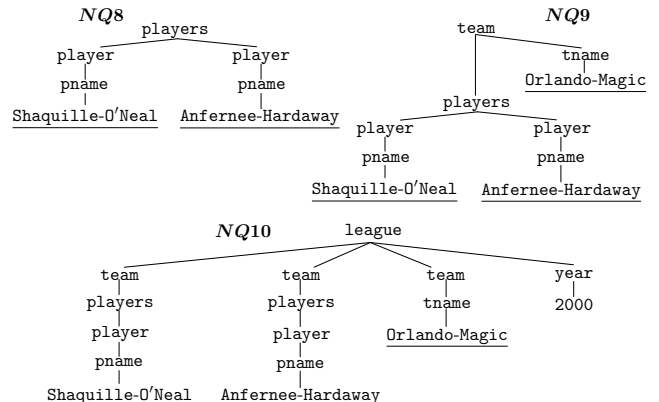 NQ8
players
player player
pname pname
Shaquille-O'Neal Anfernee-Hardaway
NQ9
team
tname
Orlando-Magic
players
player player
pname pname
Shaquille-O'Neal Anfernee-Hardaway
NQ10
league
team team team year
players players tname 2000
player player Orlando-Magic
pname pname
Shaquille-O'Neal Anfernee-Hardaway